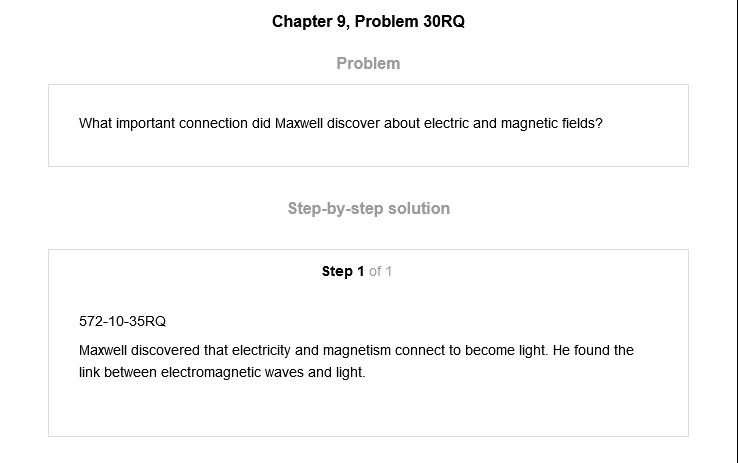 Chapter 9, Problem 30RQ
Problem
What important connection did Maxwell discover about electric and magnetic fields?
Step-by-step solution
Step 1 of 1
572-10-35RQ
Maxwell discovered that electricity and magnetism connect to become light. He found the
link between electromagnetic waves and light.